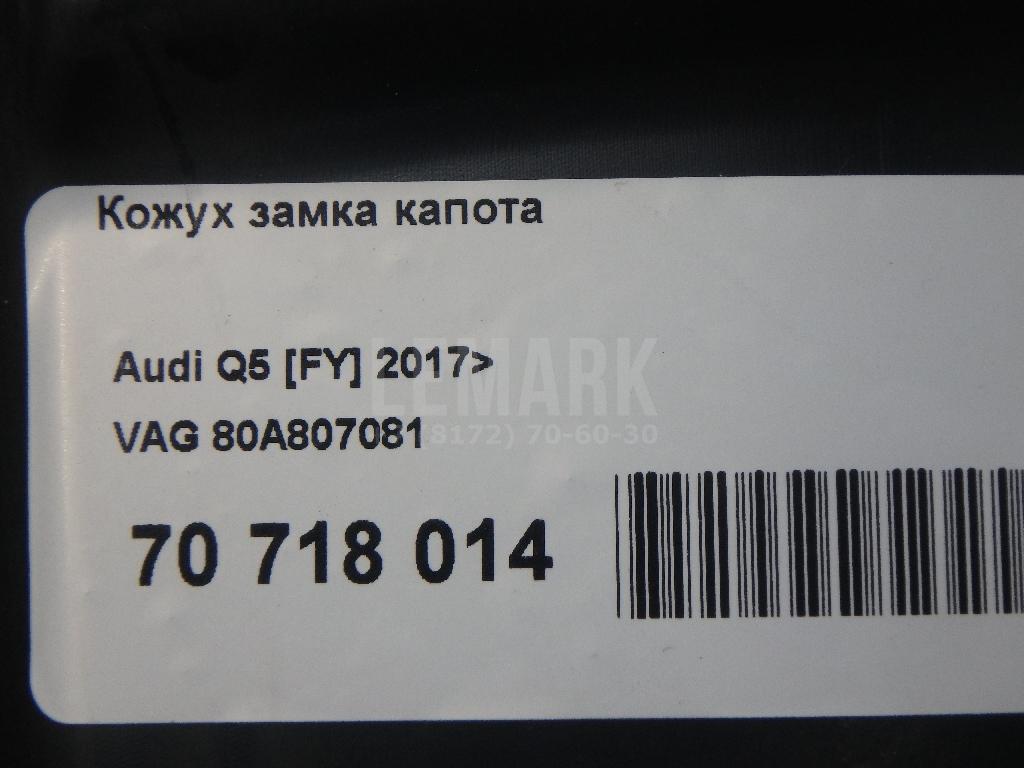 Кожух замка капота
Audi Q5 [FY] 2017>
LEMARK
VAG 80A807081
(8172) 70-60-30
70 718 014